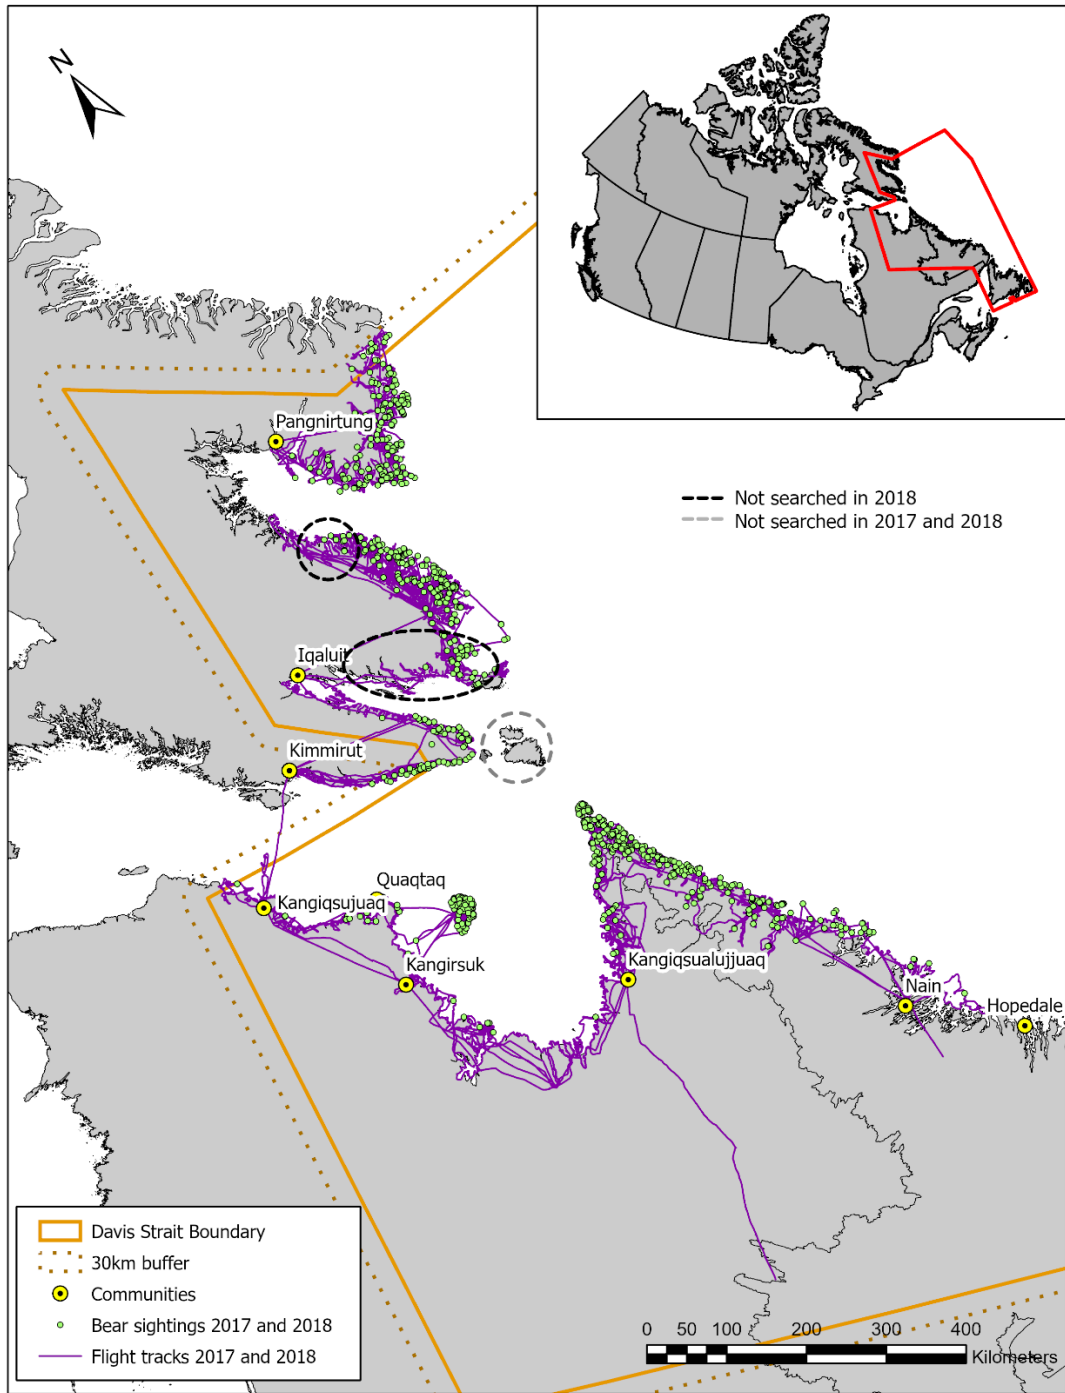 N
Pangnirtung
Not searched in 2018
Not searched in 2017 and 2018
Iqaluit
Kimmirut
Quaqtaq
Kangiqsujuaq
Kangirsuk
Kangiqsualujjuaq
Nain
Hopedale
Davis Strait Boundary
30km buffer
Communities
Bear sightings 2017 and 2018
Flight tracks 2017 and 2018
0 50 100 200 300 400
Kilometers